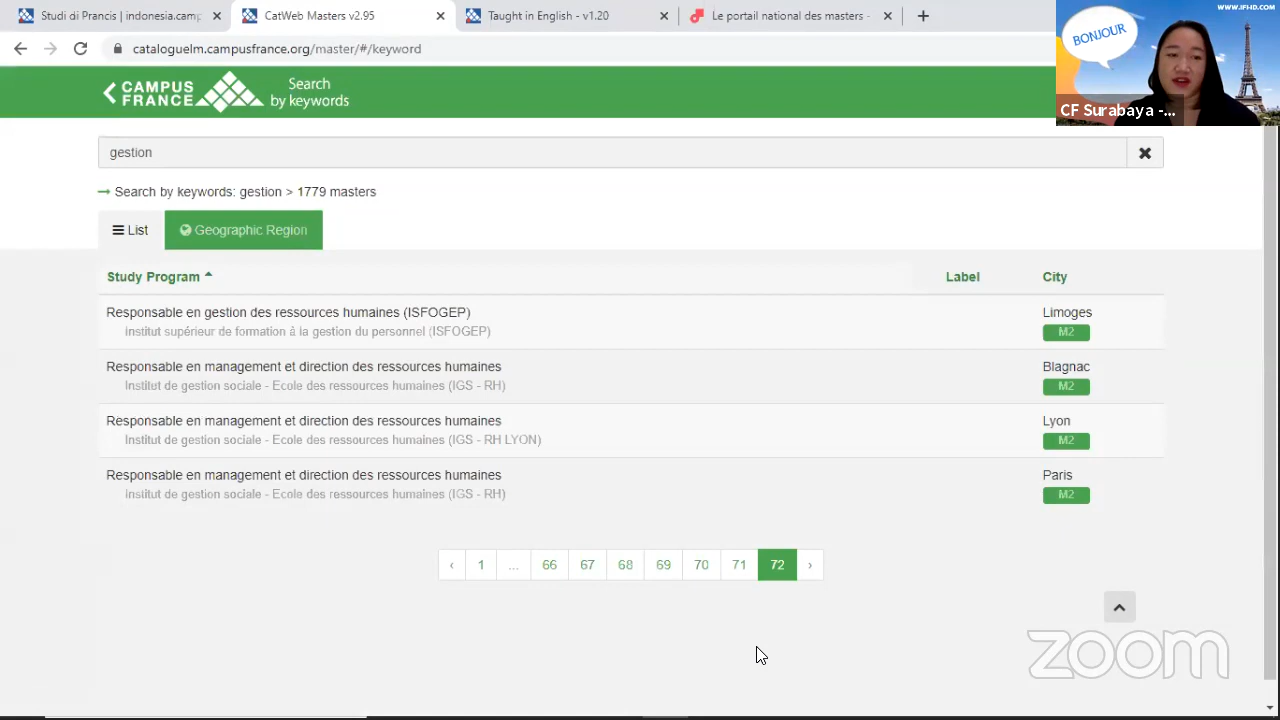 Studi di Prancis | indonesia.camp
CatWeb Masters v2.95
Taught in English - v1.20
Le portail national des masters -
WWW.IFHD.COM
BONJOUR
CF Surabaya -...
cataloguelm.campusfrance.org/master/#/keyword
CAMPUS
FRANCE
Search
by keywords
gestion
Search by keywords: gestion > 1779 masters
List
Geographic Region
Study Program
Label
City
Responsable en gestion des ressources humaines (ISFOGEP)
Limoges
Institut supérieur de formation à la gestion du personnel (ISFOGEP)
M2
Responsable en management et direction des ressources humaines
Blagnac
Institut de gestion sociale - Ecole des ressources humaines (IGS - RH)
M2
Responsable en management et direction des ressources humaines
Lyon
Institut de gestion sociale - Ecole des ressources humaines (IGS - RH LYON)
M2
Responsable en management et direction des ressources humaines
Paris
Institut de gestion sociale - Ecole des ressources humaines (IGS - RH)
M2
‹ 1 ... 66 67 68 69 70 71 72 ›
zoom